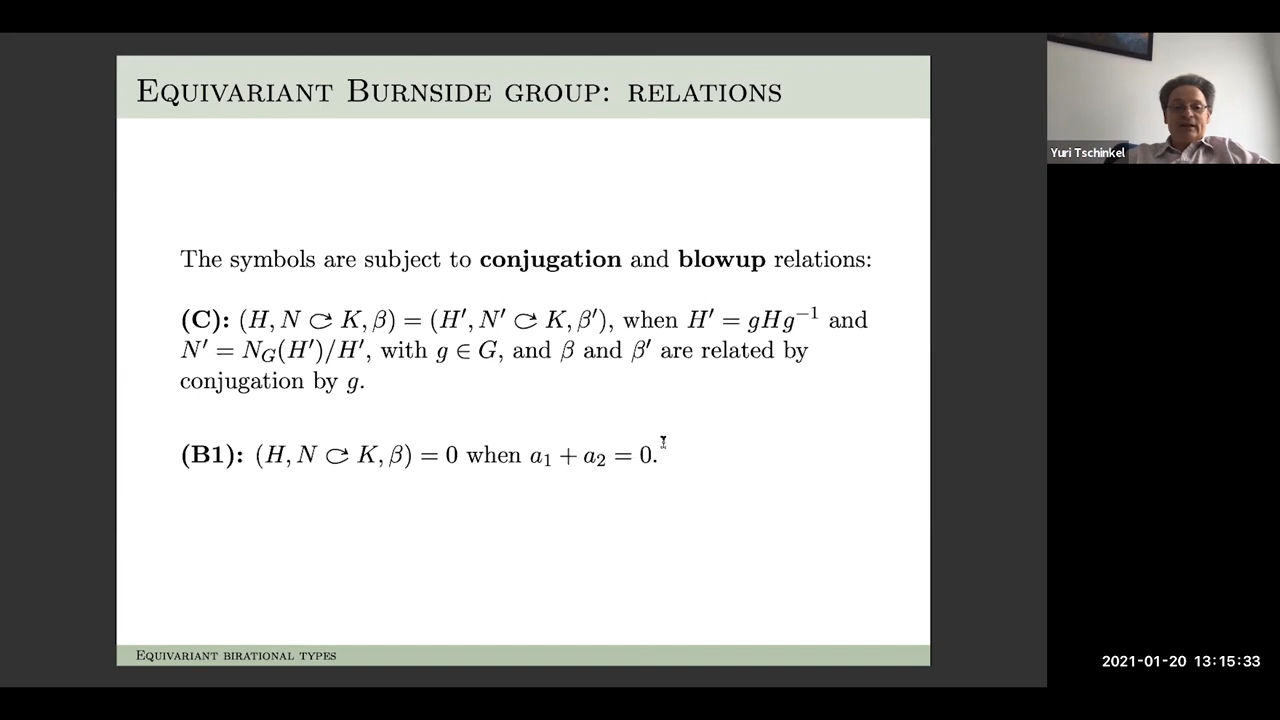 EQUIVARIANT BURNSIDE GROUP: RELATIONS
The symbols are subject to conjugation and blowup relations:
(C): (H, N ⟳ K, β) = (H′, N′ ⟳ K, β′), when H′ = gHg⁻¹ and
N′ = N_G(H′)/H′, with g ∈ G, and β and β′ are related by
conjugation by g.
(B1): (H, N ⟳ K, β) = 0 when a₁ + a₂ = 0.
EQUIVARIANT BIRATIONAL TYPES
Yuri Tschinkel
2021-01-20 13:15:33